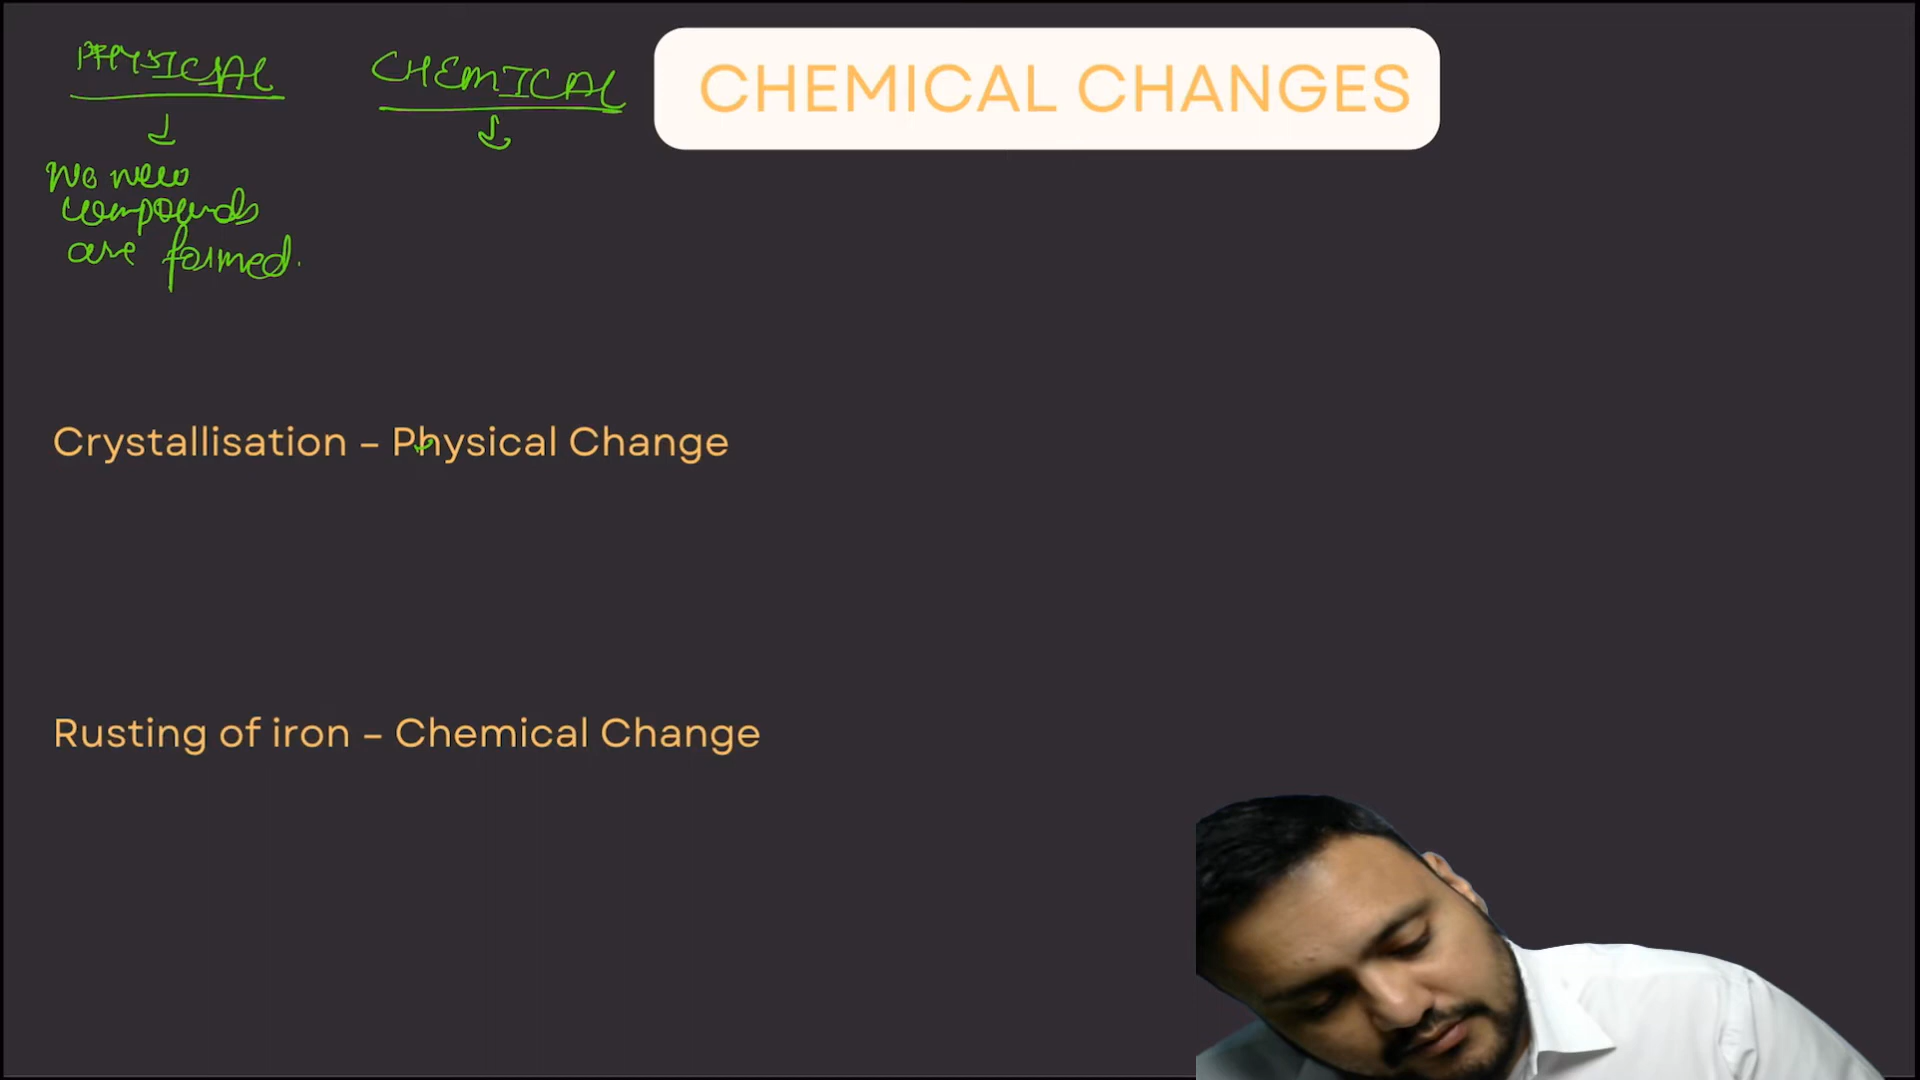 PHYSICAL
CHEMICAL
CHEMICAL CHANGES
No new
compounds
are formed.
Crystallisation – Physical Change
Rusting of iron – Chemical Change